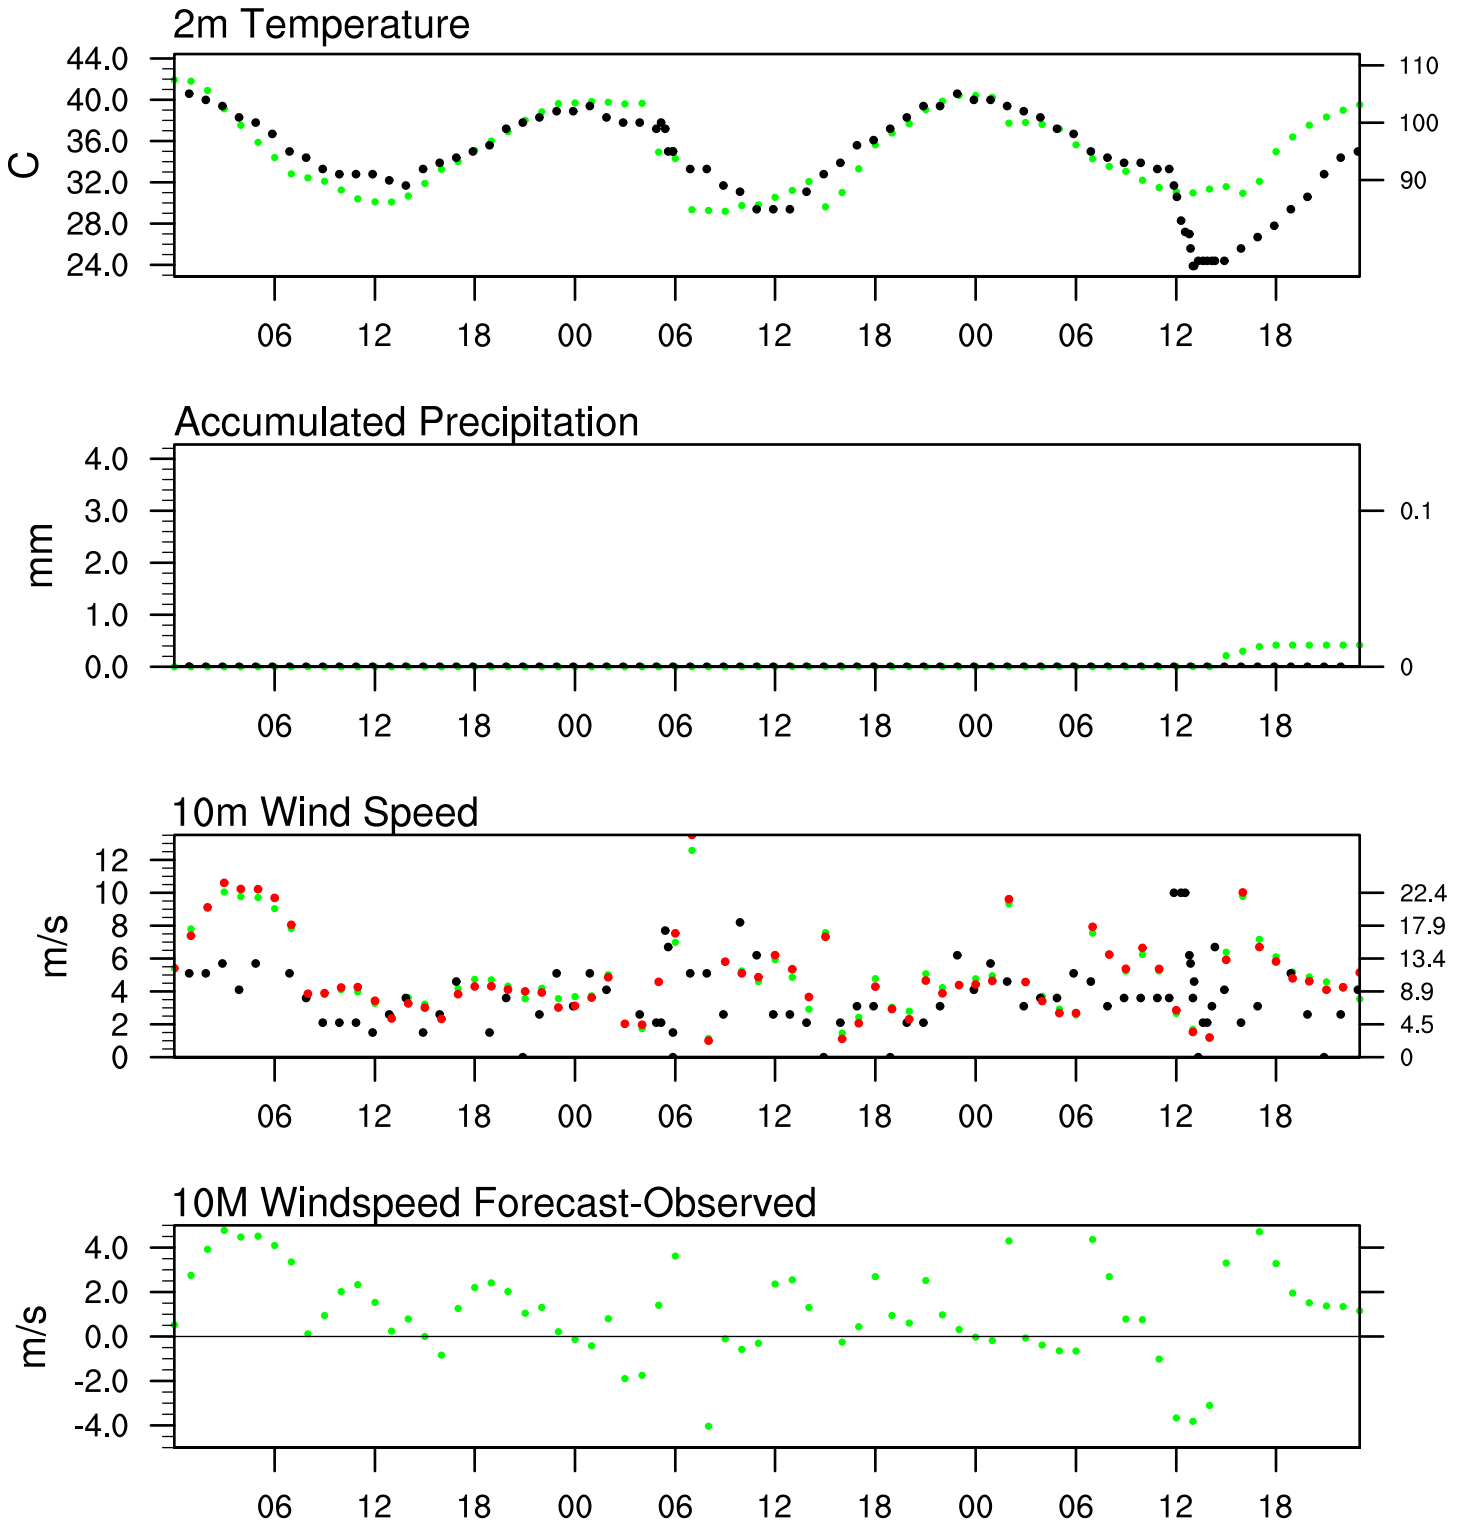 2m Temperature
44.0
40.0
36.0
32.0
28.0
24.0
C
110
100
90
06 12 18 00 06 12 18 00 06 12 18
Accumulated Precipitation
4.0
3.0
2.0
1.0
0.0
mm
0.1
0
06 12 18 00 06 12 18 00 06 12 18
10m Wind Speed
12
10
8
6
4
2
0
m/s
22.4
17.9
13.4
8.9
4.5
0
06 12 18 00 06 12 18 00 06 12 18
10M Windspeed Forecast-Observed
4.0
2.0
0.0
-2.0
-4.0
m/s
06 12 18 00 06 12 18 00 06 12 18